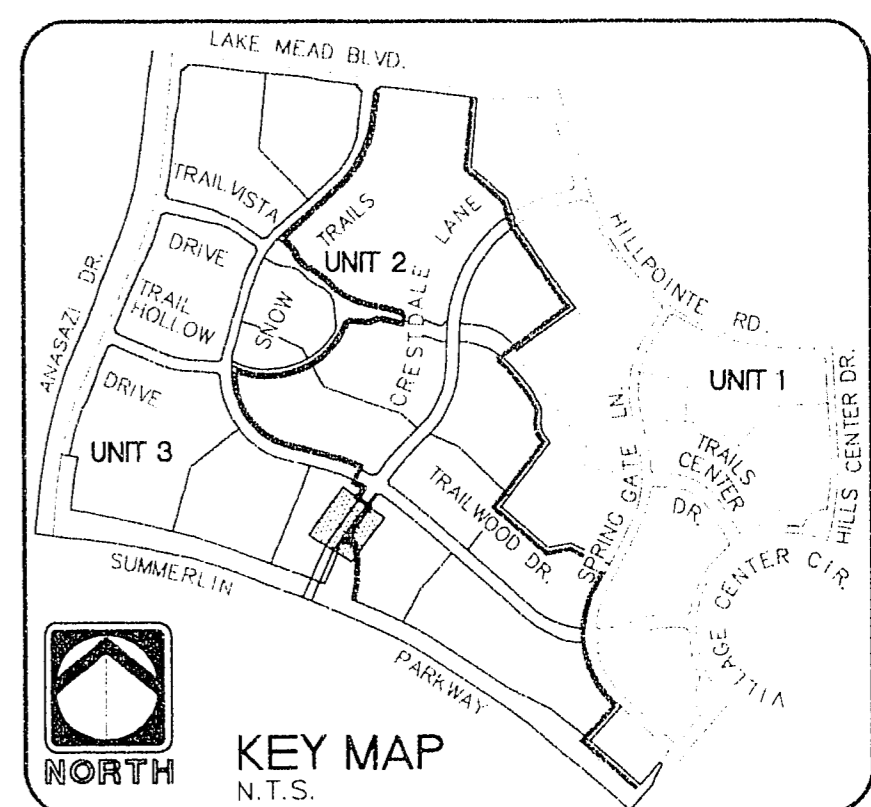 LAKE MEAD BLVD.
TRAIL VISTA
DRIVE
TRAILS
UNIT 2
CRESTDALE LANE
HILLPOINTE RD.
ANASAZI DR.
TRAIL
HOLLOW
DRIVE
SNOW
UNIT 1
UNIT 3
SPRING GATE LN.
TRAILS
CENTER
DR.
HILLS CENTER DR.
TRAILWOOD DR.
VILLAGE CENTER CIR.
SUMMERLIN
PARKWAY
NORTH
KEY MAP
N.T.S.